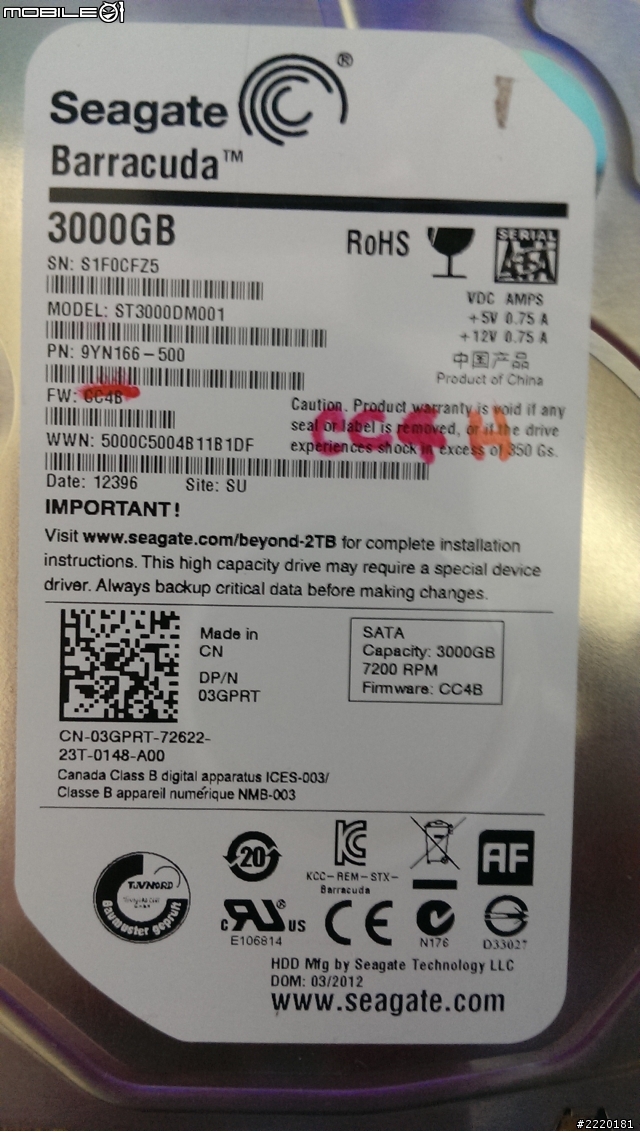 MOBILE01
Seagate®
Barracuda™
3000GB
RoHS
SERIAL
ATA
SN: S1F0CFZ5
MODEL: ST3000DM001
VDC AMPS
+5V 0.75 A
+12V 0.75 A
PN: 9YN166-500
中国产品
Product of China
FW: CC4B
CC4H
Caution. Product warranty is void if any
seal or label is removed, or if the drive
experiences shock in excess of 350 Gs.
WWN: 5000C5004B11B1DF
Date: 12396 Site: SU
IMPORTANT!
Visit www.seagate.com/beyond-2TB for complete installation
instructions. This high capacity drive may require a special device
driver. Always backup critical data before making changes.
Made in
CN
DP/N
03GPRT
SATA
Capacity: 3000GB
7200 RPM
Firmware: CC4B
CN-03GPRT-72622-
23T-0148-A00
Canada Class B digital apparatus ICES-003/
Classe B appareil numérique NMB-003
TUVNORD
Baumuster geprüft
20
KCC-REM-STX-
Barracuda
AF
c RU® US
E106814
CE
N176
D33027
HDD Mfg by Seagate Technology LLC
DOM: 03/2012
www.seagate.com
#2220181